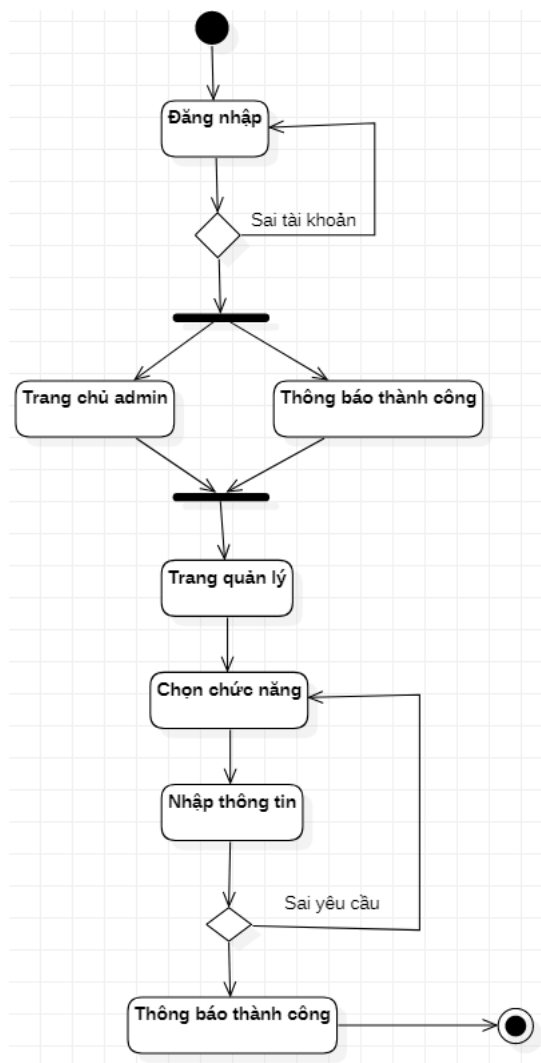 Đăng nhập
Sai tài khoản
Trang chủ admin
Thông báo thành công
Trang quản lý
Chọn chức năng
Nhập thông tin
Sai yêu cầu
Thông báo thành công